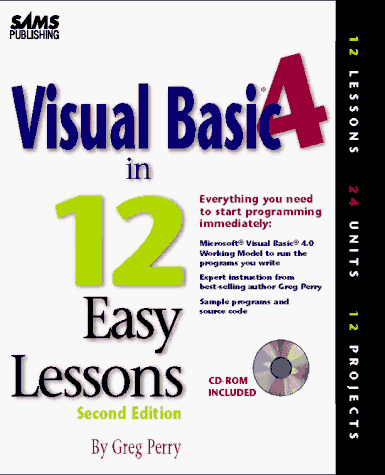 SAMS
PUBLISHING
Visual Basic® 4
in
12
Easy
Lessons
Second Edition
By Greg Perry
Everything you need
to start programming
immediately:
Microsoft® Visual Basic® 4.0
Working Model to run the
programs you write
Expert instruction from
best-selling author Greg Perry
Sample programs and
source code
CD-ROM
INCLUDED
12 LESSONS 24 UNITS 12 PROJECTS